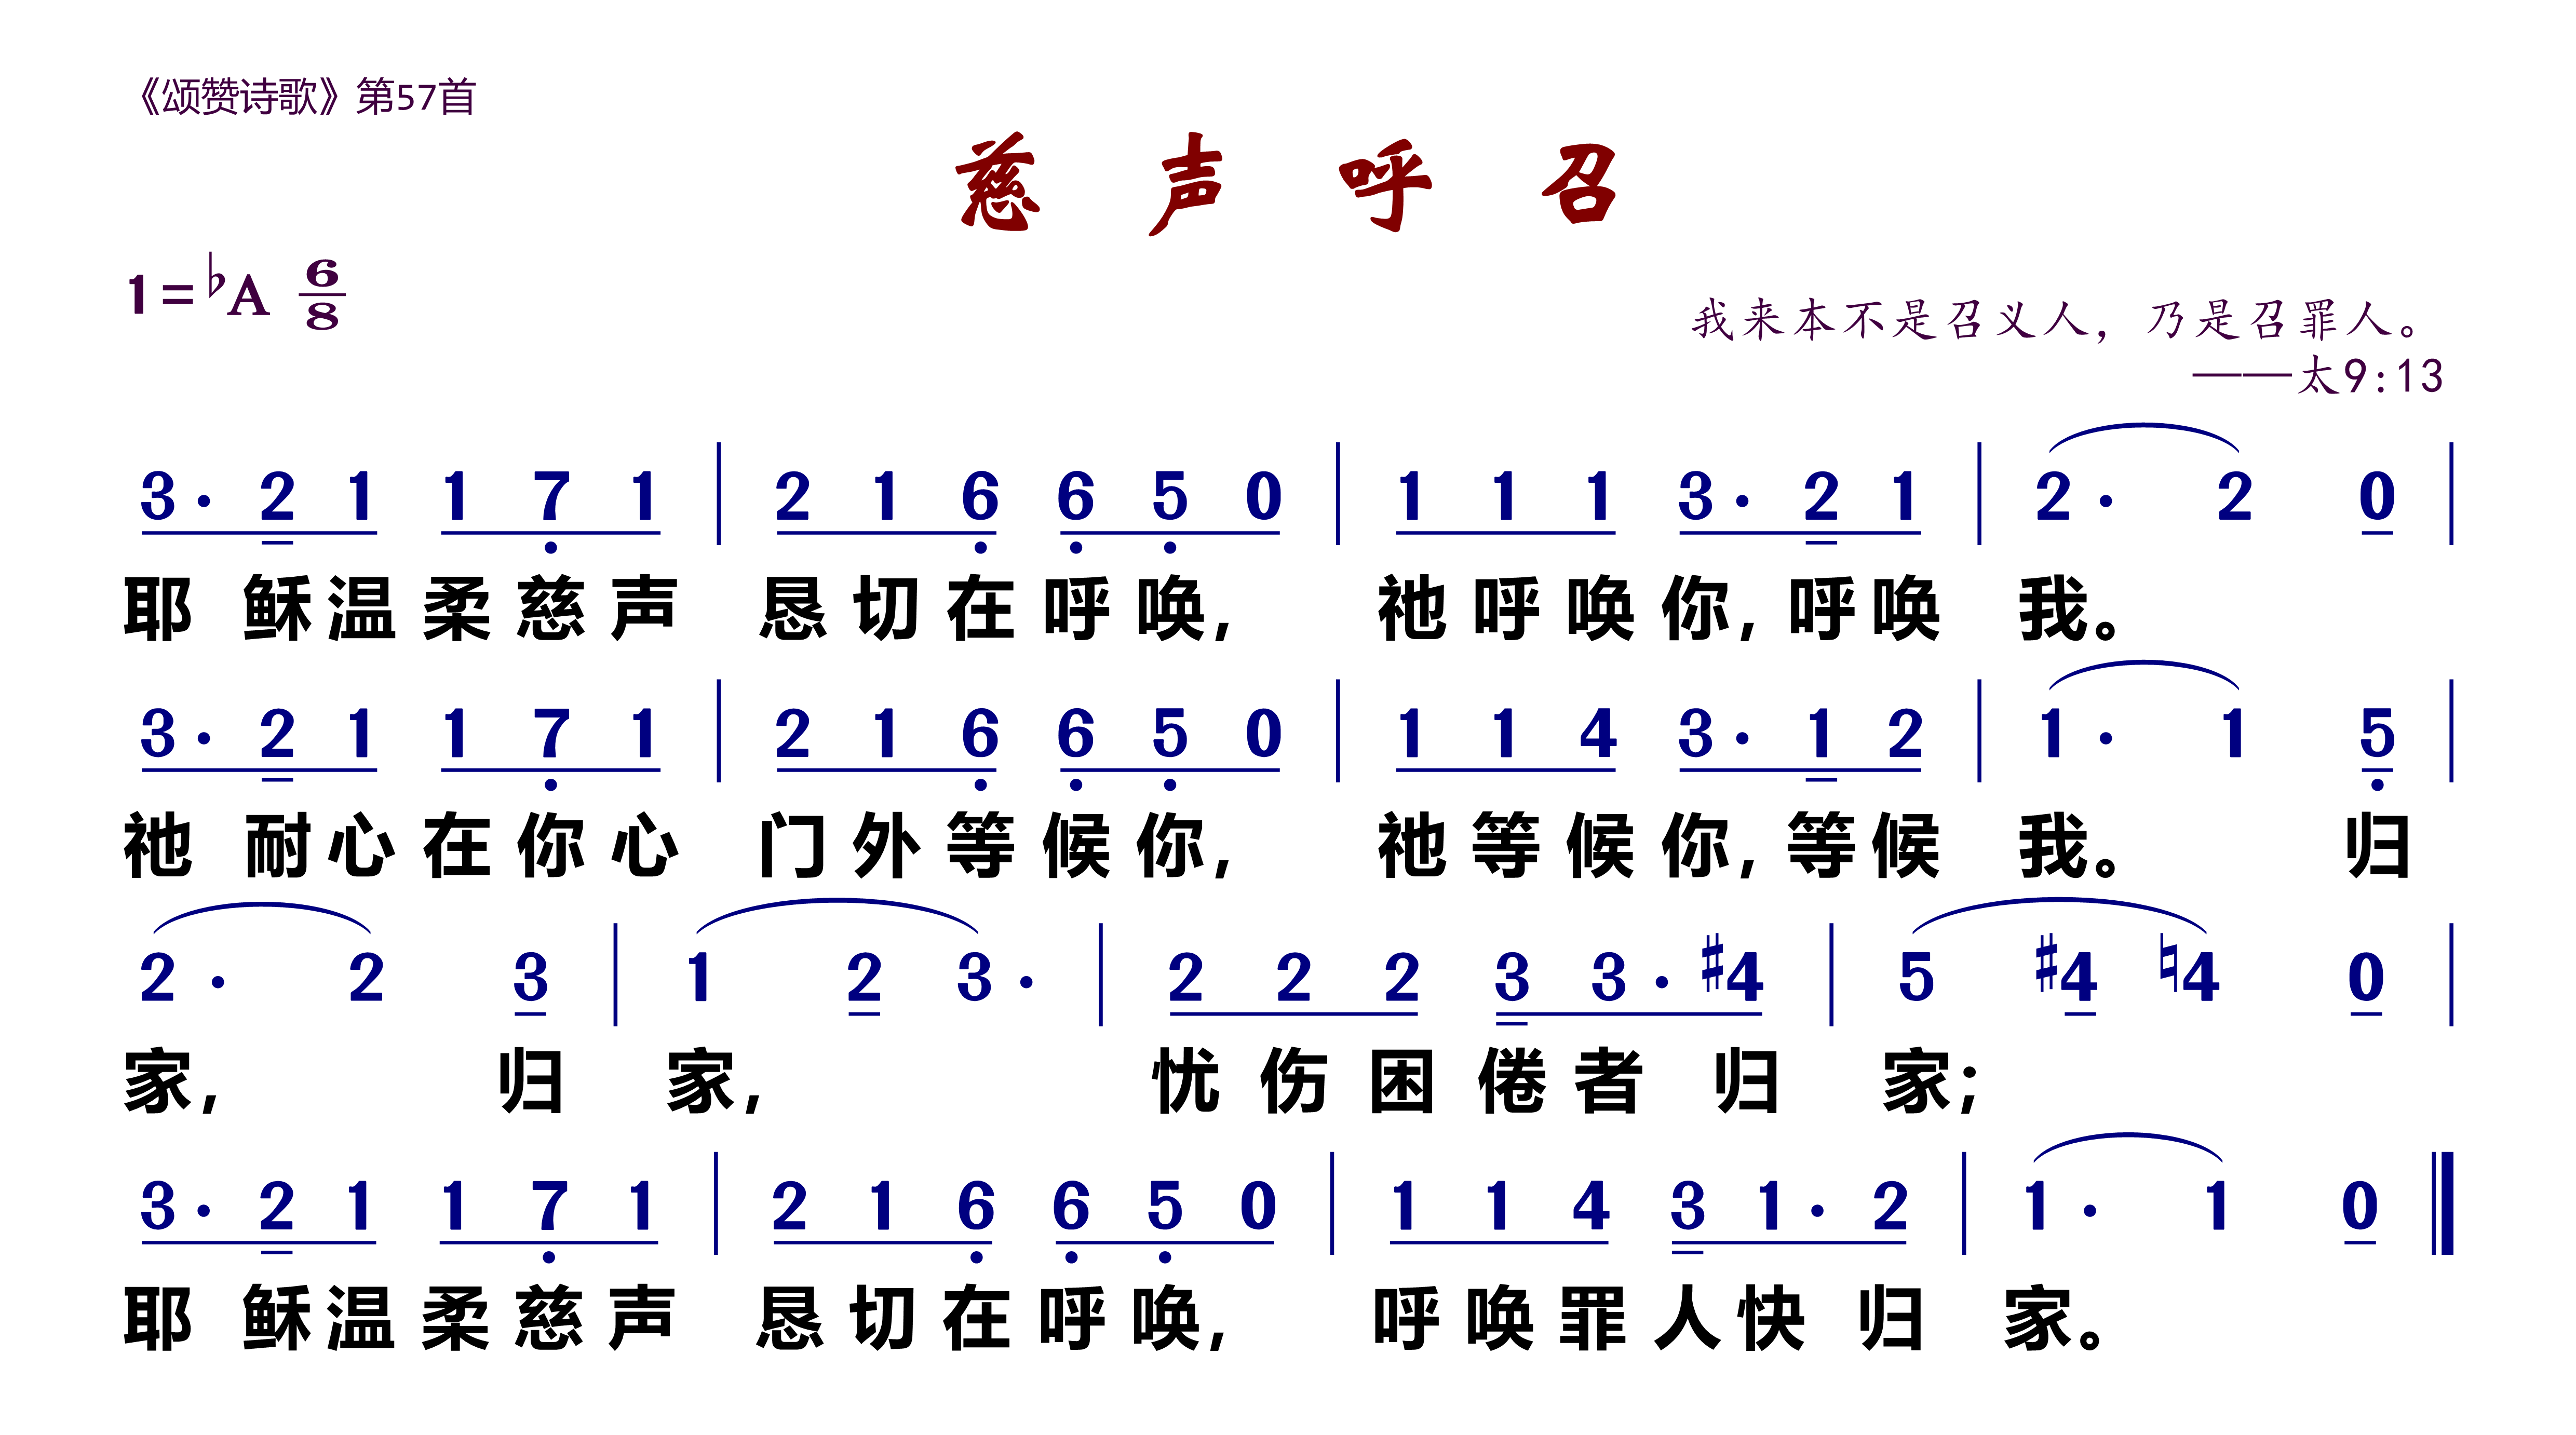 《颂赞诗歌》第57首
慈 声 呼 召
1=♭A 6/8
我来本不是召义人，乃是召罪人。
——太9:13
3· 2 1 1 7̣ 1 | 2 1 6̣ 6̣ 5̣ 0 | 1 1 1 3· 2 1 | 2· 2 0 |
耶稣温柔慈声 恳切在呼唤, 祂呼唤你,呼唤 我。
3· 2 1 1 7̣ 1 | 2 1 6̣ 6̣ 5̣ 0 | 1 1 4 3· 1 2 | 1· 1 5̣ |
祂耐心在你心 门外等候你, 祂等候你,等候 我。 归
2· 2 3 | 1 2 3· | 2 2 2 3 3· ♯4 | 5 ♯4 ♮4 0 |
家, 归 家, 忧伤困倦者归 家;
3· 2 1 1 7̣ 1 | 2 1 6̣ 6̣ 5̣ 0 | 1 1 4 3 1· 2 | 1· 1 0 ‖
耶稣温柔慈声 恳切在呼唤, 呼唤罪人快归 家。